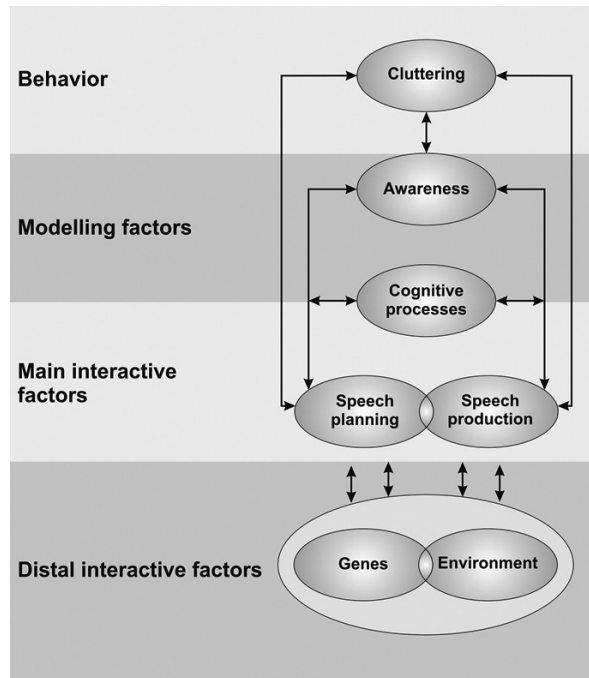 Behavior
Cluttering
Modelling factors
Awareness
Cognitive
processes
Main interactive
factors
Speech
planning
Speech
production
Distal interactive factors
Genes
Environment